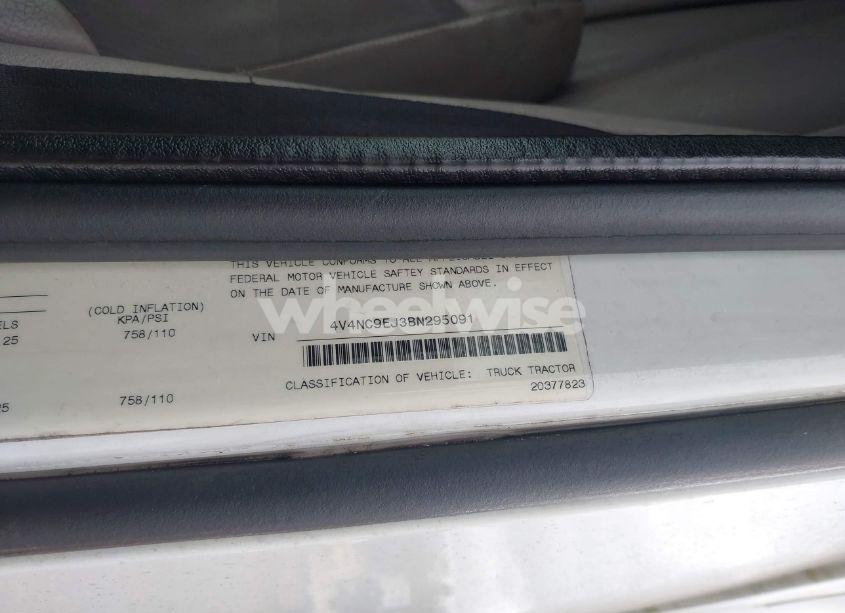 THIS VEHICLE CONFORMS TO ALL
FEDERAL MOTOR VEHICLE SAFTEY STANDARDS IN EFFECT
ON THE DATE OF MANUFACTURE SHOWN ABOVE.
(COLD INFLATION)
KPA/PSI
ELS
25 758/110
VIN 4V4NC9EJ3BN295091
wheelwise
CLASSIFICATION OF VEHICLE: TRUCK TRACTOR
20377823
25 758/110